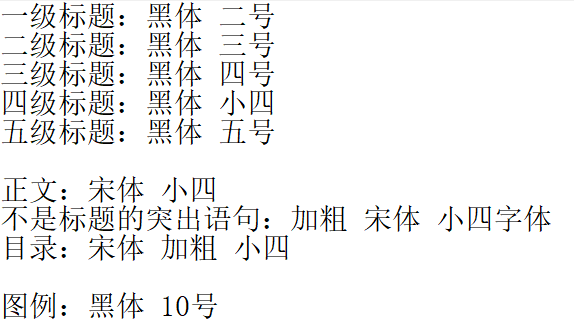 一级标题：黑体 二号
二级标题：黑体 三号
三级标题：黑体 四号
四级标题：黑体 小四
五级标题：黑体 五号
正文：宋体 小四
不是标题的突出语句：加粗 宋体 小四字体
目录：宋体 加粗 小四
图例：黑体 10号